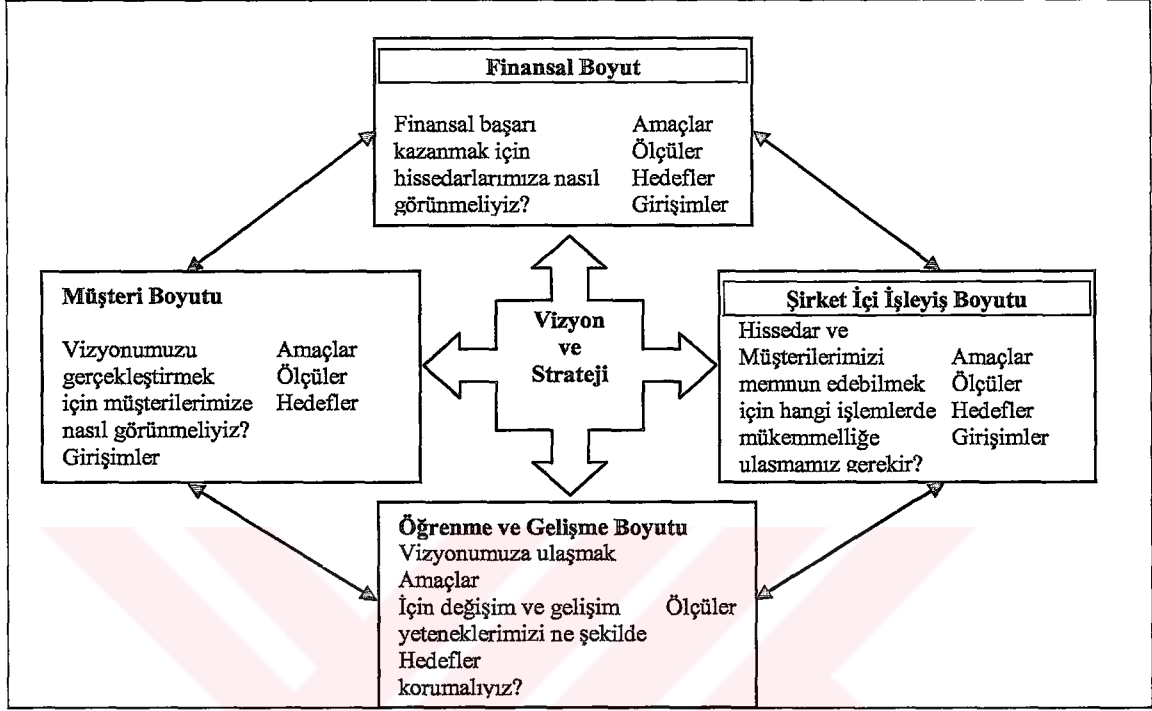 Finansal Boyut
Finansal başarı Amaçlar
kazanmak için Ölçüler
hissedarlarımıza nasıl Hedefler
görünmeliyiz? Girişimler
Müşteri Boyutu
Vizyonumuzu Amaçlar
gerçekleştirmek Ölçüler
için müşterilerimize Hedefler
nasıl görünmeliyiz?
Girişimler
Vizyon
ve
Strateji
Şirket İçi İşleyiş Boyutu
Hissedar ve
Müşterilerimizi Amaçlar
memnun edebilmek Ölçüler
için hangi işlemlerde Hedefler
mükemmelliğe Girişimler
ulaşmamız gerekir?
Öğrenme ve Gelişme Boyutu
Vizyonumuza ulaşmak
Amaçlar
İçin değişim ve gelişim Ölçüler
yeteneklerimizi ne şekilde
Hedefler
korumalıyız?